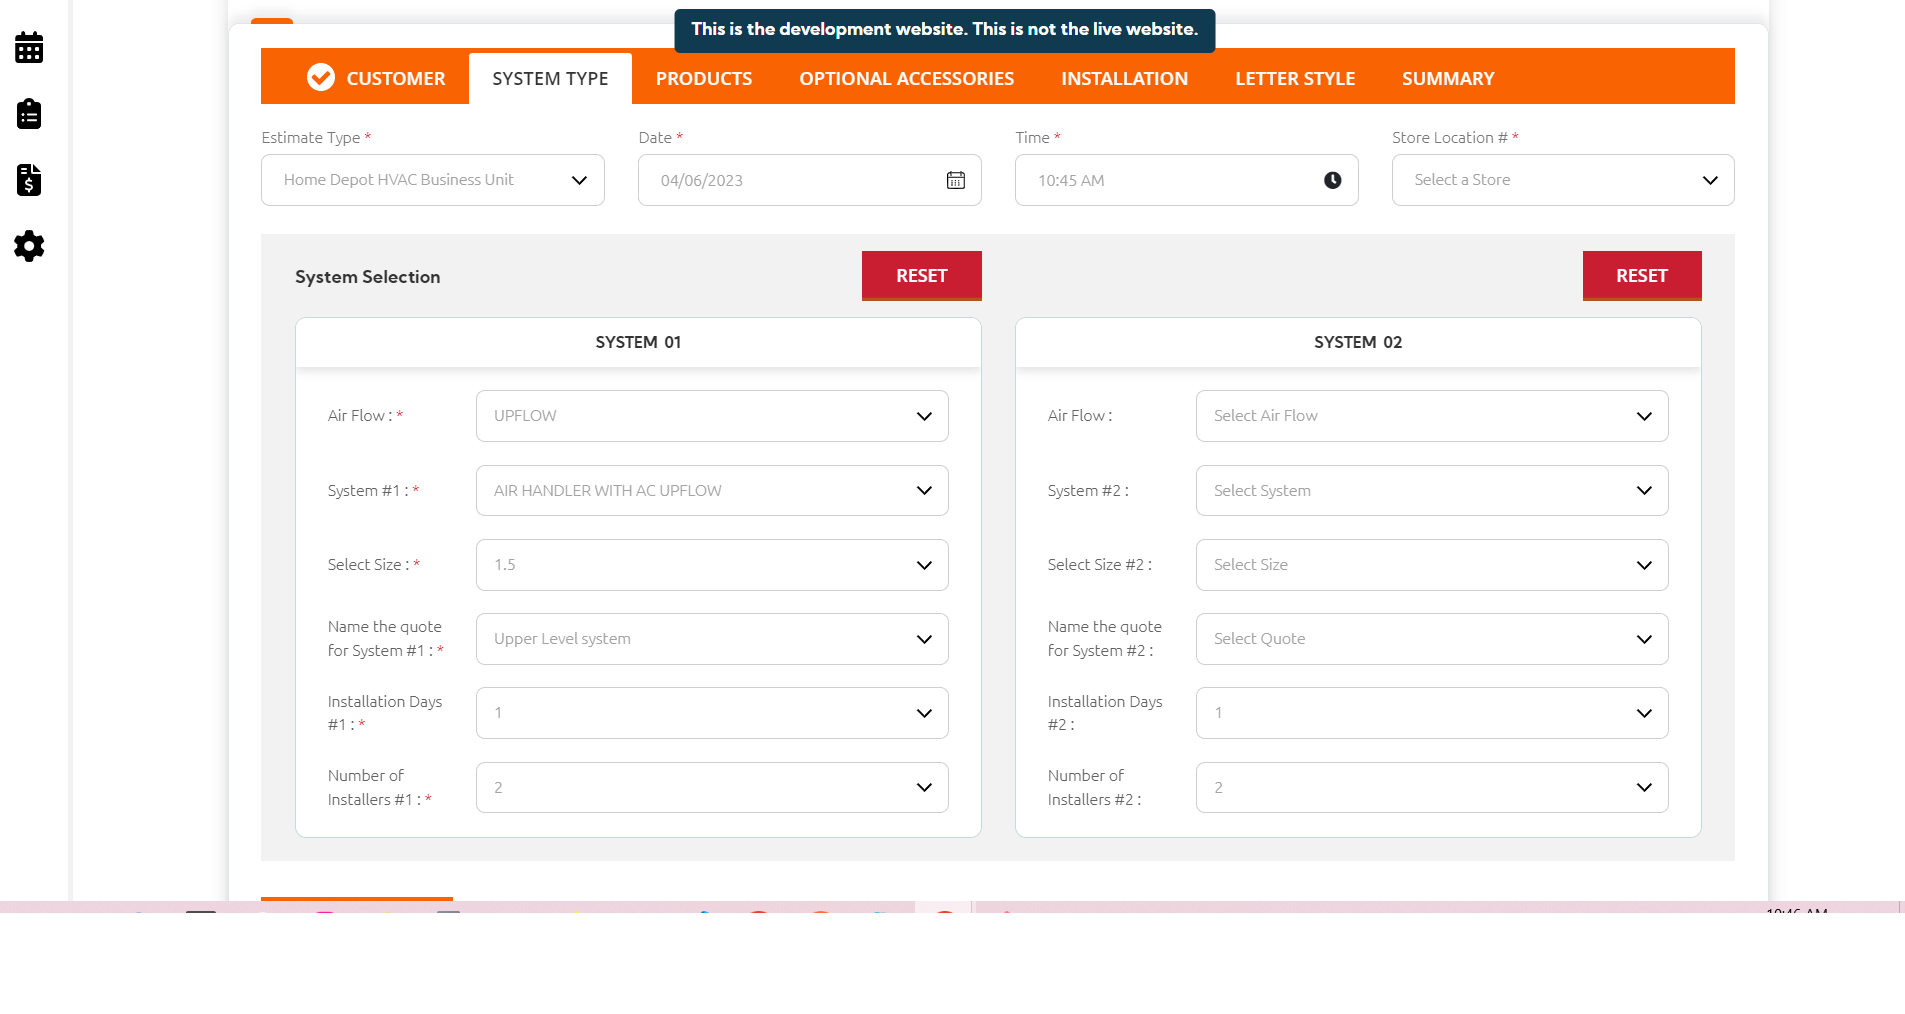 This is the development website. This is not the live website.
CUSTOMER SYSTEM TYPE PRODUCTS OPTIONAL ACCESSORIES INSTALLATION LETTER STYLE SUMMARY
Estimate Type * Date * Time * Store Location # *
Home Depot HVAC Business Unit 04/06/2023 10:45 AM Select a Store
System Selection RESET RESET
SYSTEM 01
Air Flow : * UPFLOW
System #1 : * AIR HANDLER WITH AC UPFLOW
Select Size : * 1.5
Name the quote
for System #1 : * Upper Level system
Installation Days
#1 : * 1
Number of
Installers #1 : * 2
SYSTEM 02
Air Flow : Select Air Flow
System #2 : Select System
Select Size #2 : Select Size
Name the quote
for System #2 : Select Quote
Installation Days
#2 : 1
Number of
Installers #2 : 2